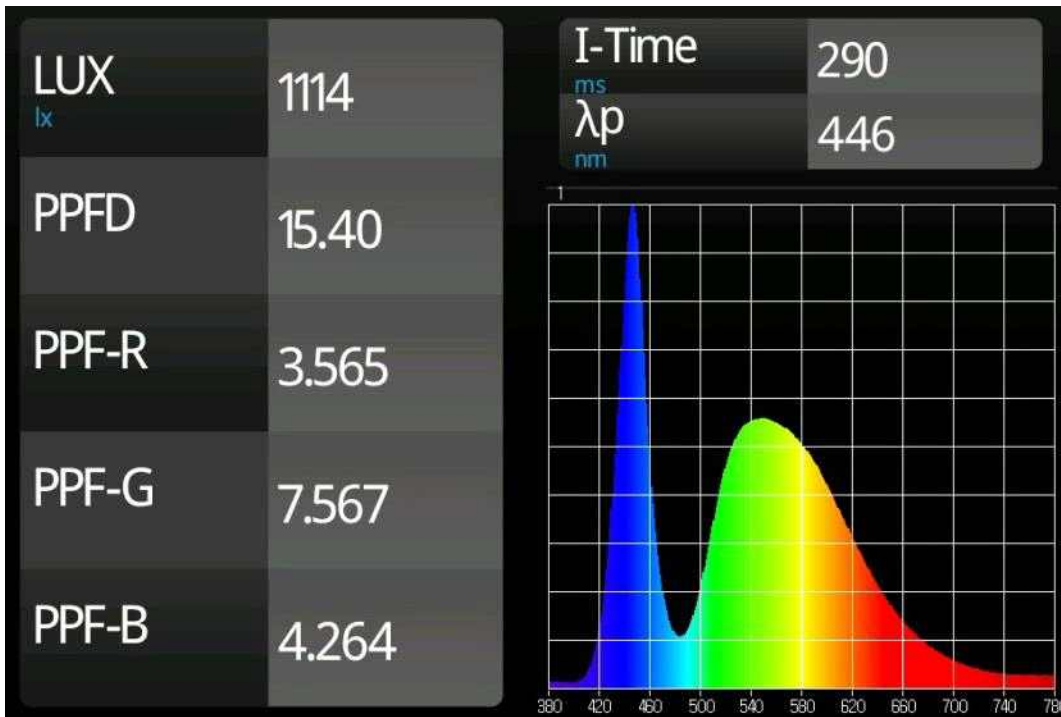 LUX
lx
1114
PPFD
15.40
PPF-R
3.565
PPF-G
7.567
PPF-B
4.264
I-Time
ms
290
λp
nm
446
1
380 420 460 500 540 580 620 660 700 740 78